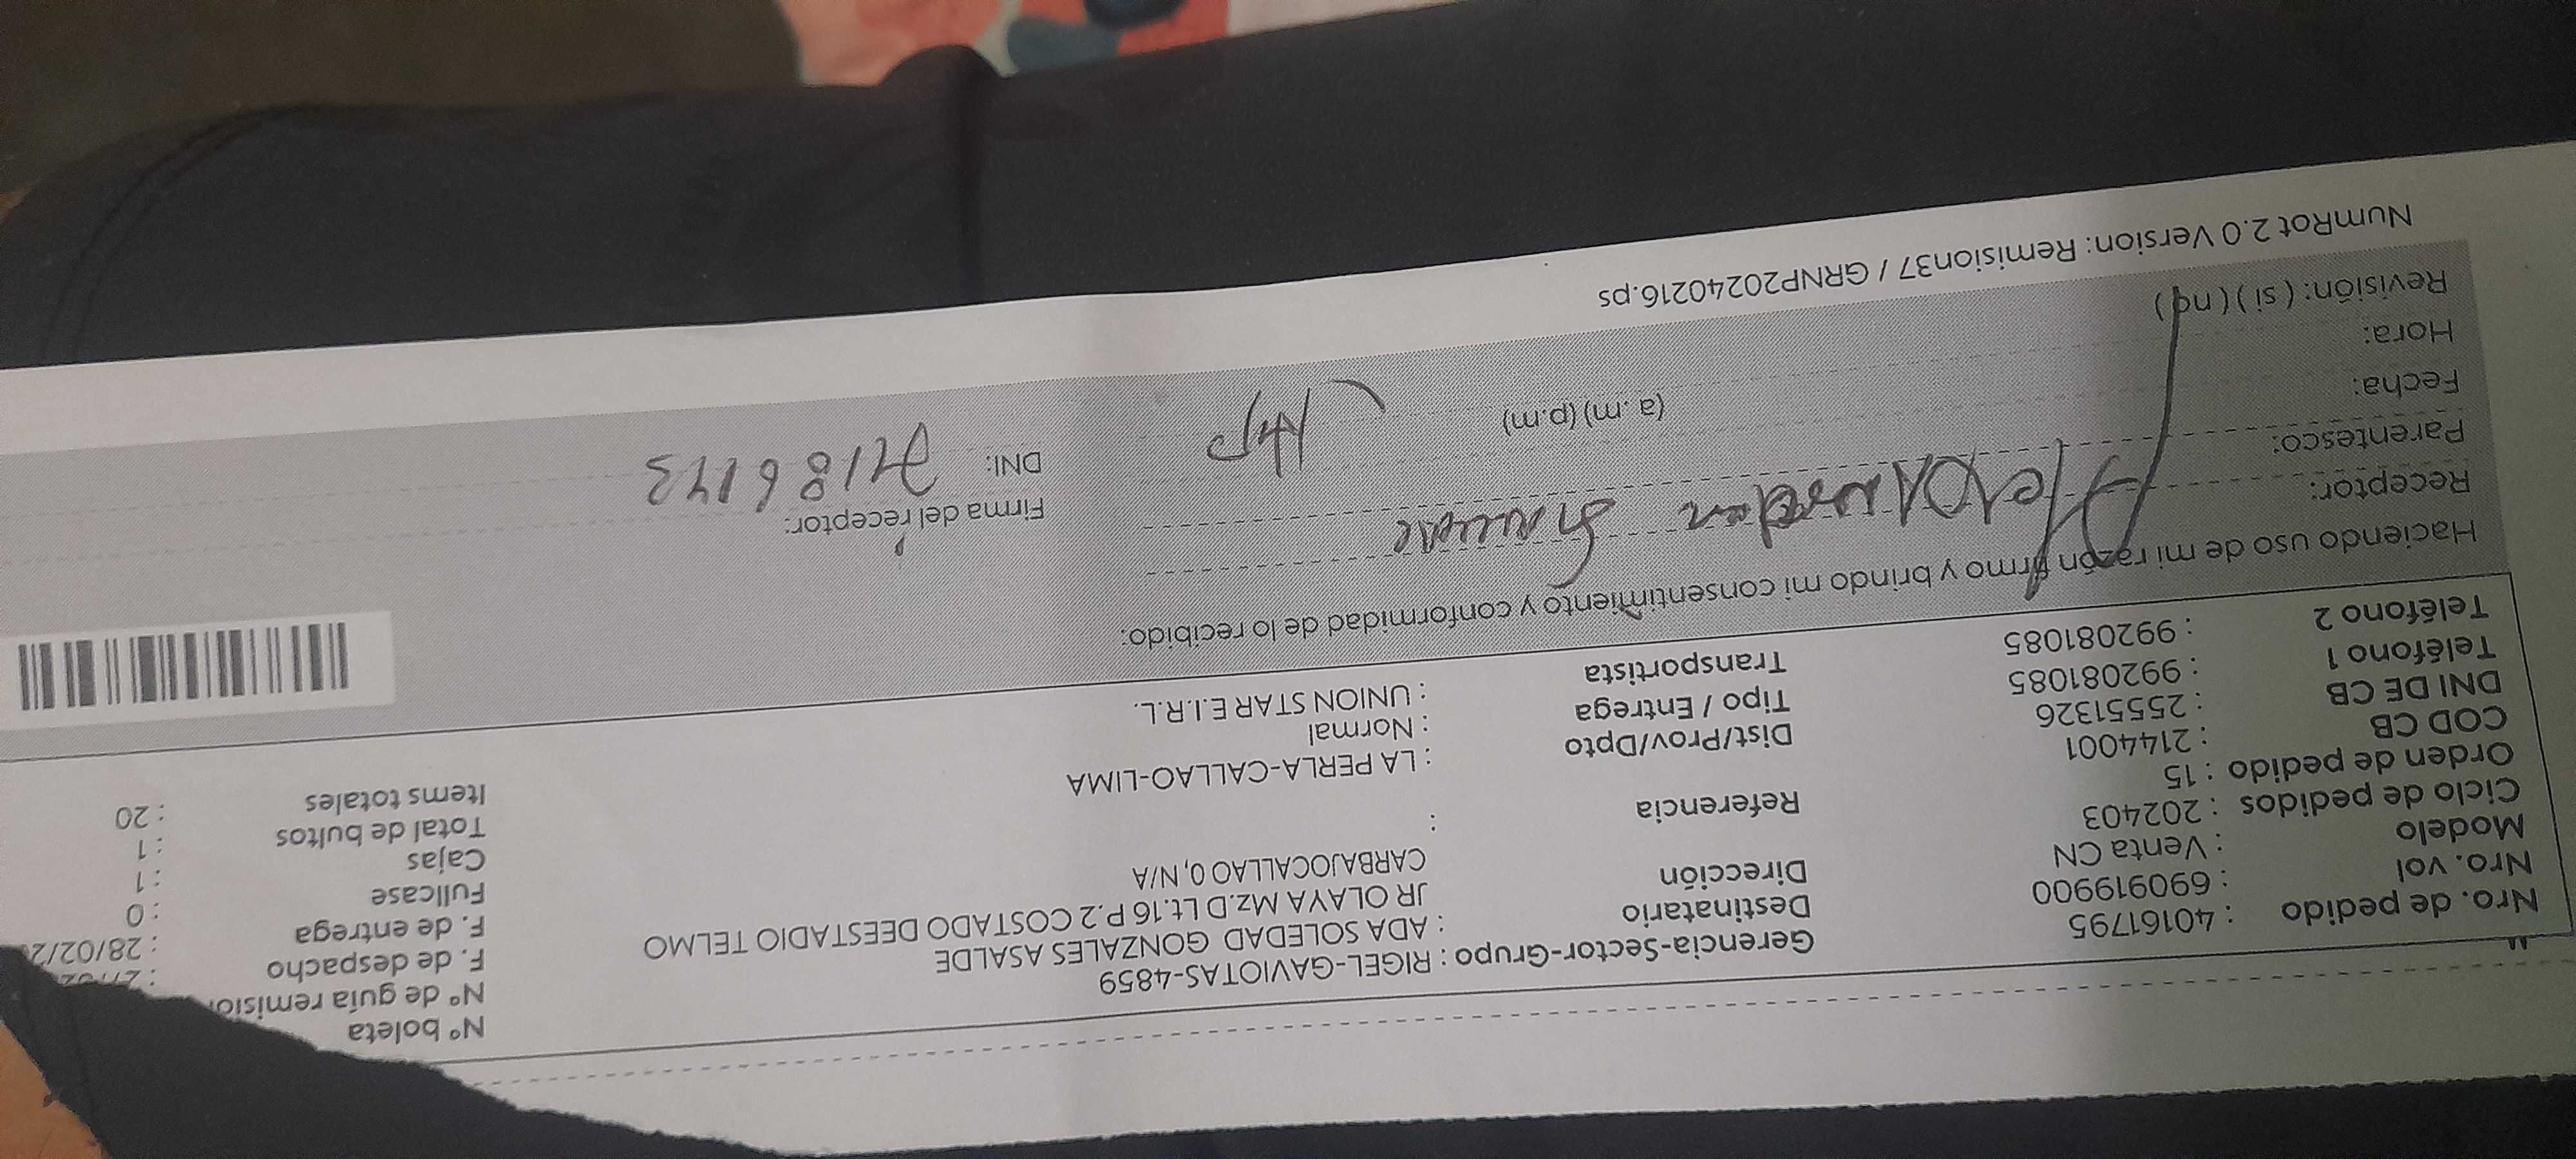 Nro. de pedido : 40161795
Nro. vol : 690919900
Modelo : Venta CN
Ciclo de pedidos : 202403
Orden de pedido : 15
COD CB : 2144001
DNI DE CB : 25551326
Teléfono 1 : 992081085
Teléfono 2 : 992081085
Gerencia-Sector-Grupo : RIGEL-GAVIOTAS-4859
Destinatario : ADA SOLEDAD GONZALES ASALDE
Dirección JR OLAYA Mz.D Lt.16 P.2 COSTADO DEESTADIO TELMO
CARBAJOCALLAO 0, N/A
Referencia :
Dist/Prov/Dpto : LA PERLA-CALLAO-LIMA
Tipo / Entrega : Normal
Transportista : UNION STAR E.I.R.L.
N° boleta
N° de guía remisión
F. de despacho :
F. de entrega : 28/02/2
Fullcase : 0
Cajas : 1
Total de bultos : 1
Items totales : 20
Haciendo uso de mi razón firmo y brindo mi consentimiento y conformidad de lo recibido:
Receptor:
Parentesco:
Fecha:
Hora: (a.m) (p.m)
Revisión: ( si ) ( no )
Firma del receptor:
DNI: 74186143
NumRot 2.0 Version: Remision37 / GRNP20240216.ps